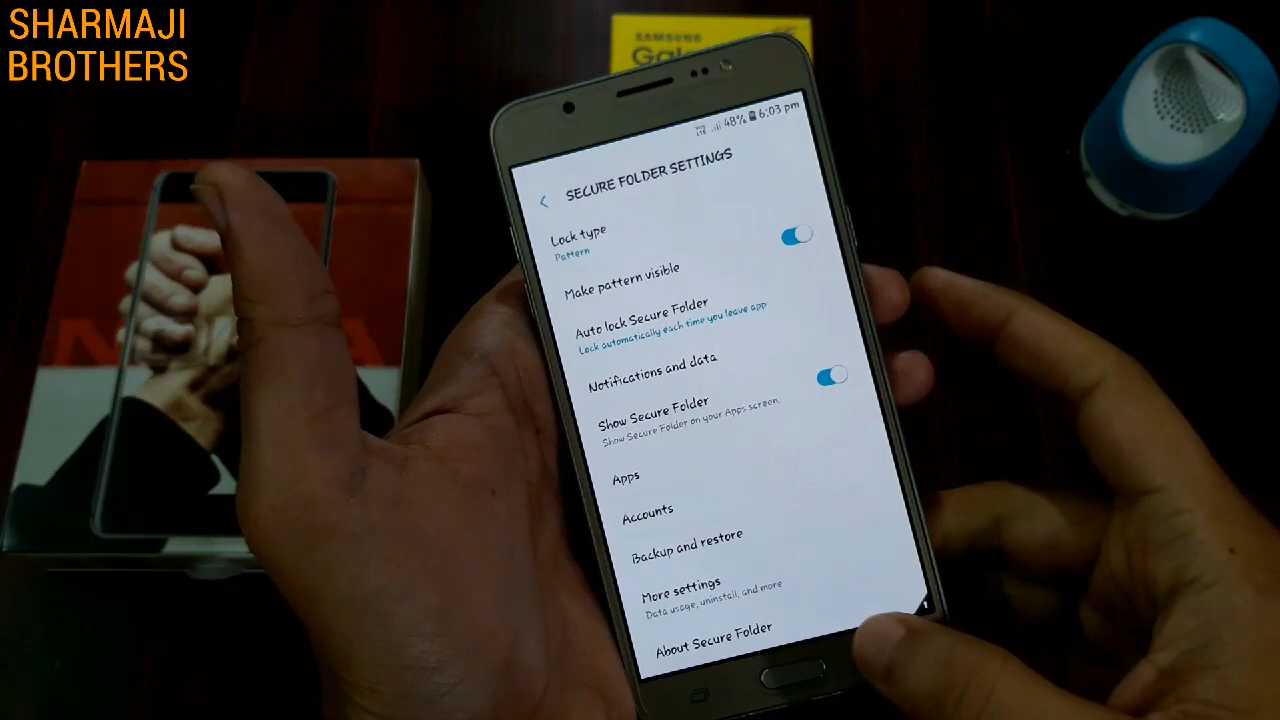 SHARMAJI
BROTHERS
SAMSUNG
48% 6:03 pm
SECURE FOLDER SETTINGS
Lock type
Pattern
Make pattern visible
Auto lock Secure Folder
Lock automatically each time you leave app
Notifications and data
Show Secure Folder
Show Secure Folder on your Apps screen.
Apps
Accounts
Backup and restore
More settings
Data usage, uninstall, and more
About Secure Folder